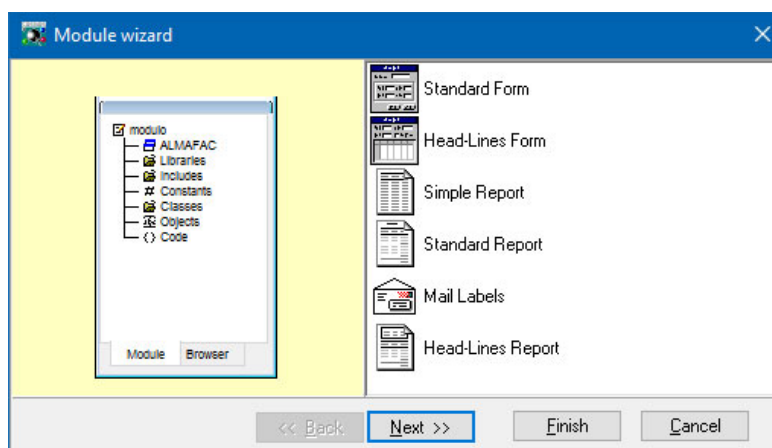 Module wizard
modulo
ALMAFAC
Libraries
Includes
# Constants
Classes
Objects
{} Code
Module Browser
Standard Form
Head-Lines Form
Simple Report
Standard Report
Mail Labels
Head-Lines Report
<< Back Next >> Finish Cancel